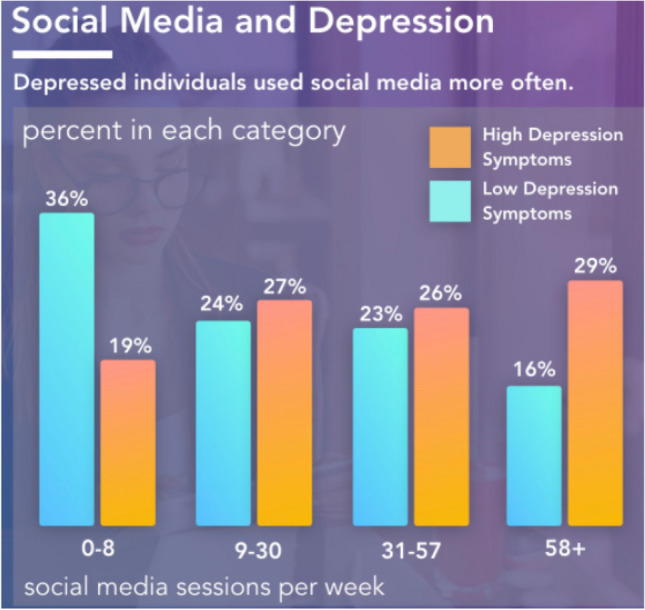 Social Media and Depression
Depressed individuals used social media more often.
percent in each category
High Depression
Symptoms
Low Depression
Symptoms
36%
19%
24%
27%
23%
26%
16%
29%
0-8
9-30
31-57
58+
social media sessions per week